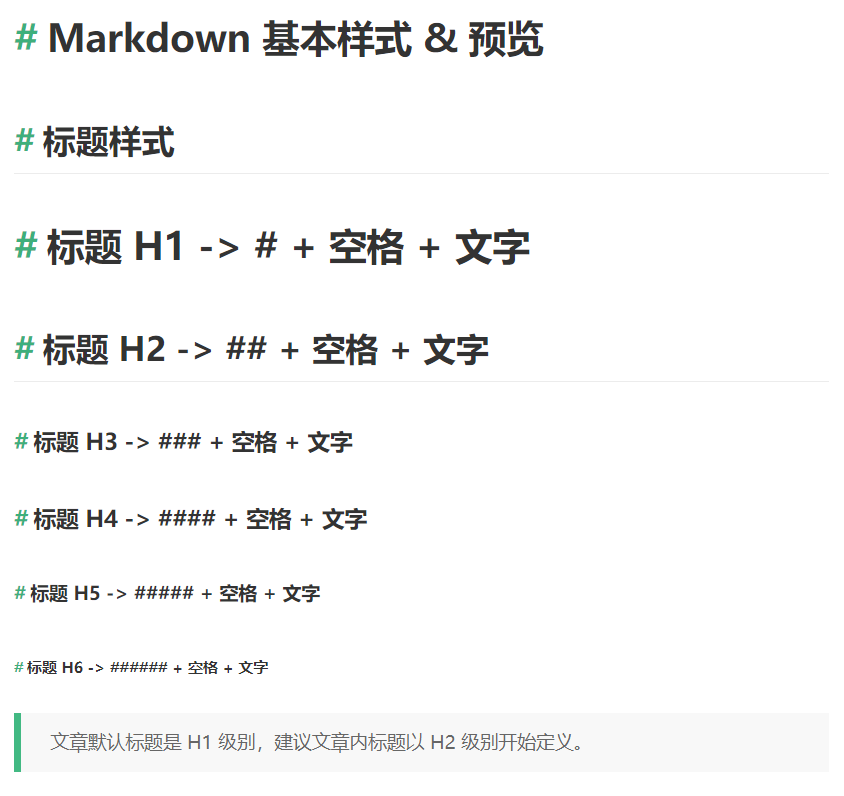 # Markdown 基本样式 & 预览
# 标题样式
# 标题 H1 -> # + 空格 + 文字
# 标题 H2 -> ## + 空格 + 文字
# 标题 H3 -> ### + 空格 + 文字
# 标题 H4 -> #### + 空格 + 文字
# 标题 H5 -> ##### + 空格 + 文字
# 标题 H6 -> ###### + 空格 + 文字
文章默认标题是 H1 级别，建议文章内标题以 H2 级别开始定义。